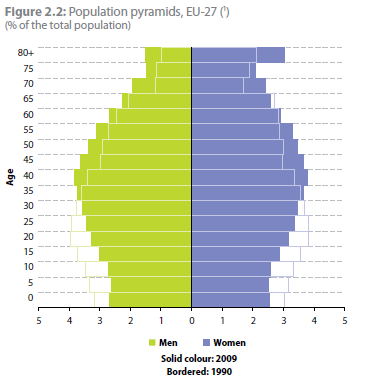 Figure 2.2: Population pyramids, EU-27 (¹)
(% of the total population)
80+
75
70
65
60
55
50
45
40
35
30
25
20
15
10
5
0
Age
5 4 3 2 1 0 1 2 3 4 5
Men Women
Solid colour: 2009
Bordered: 1990